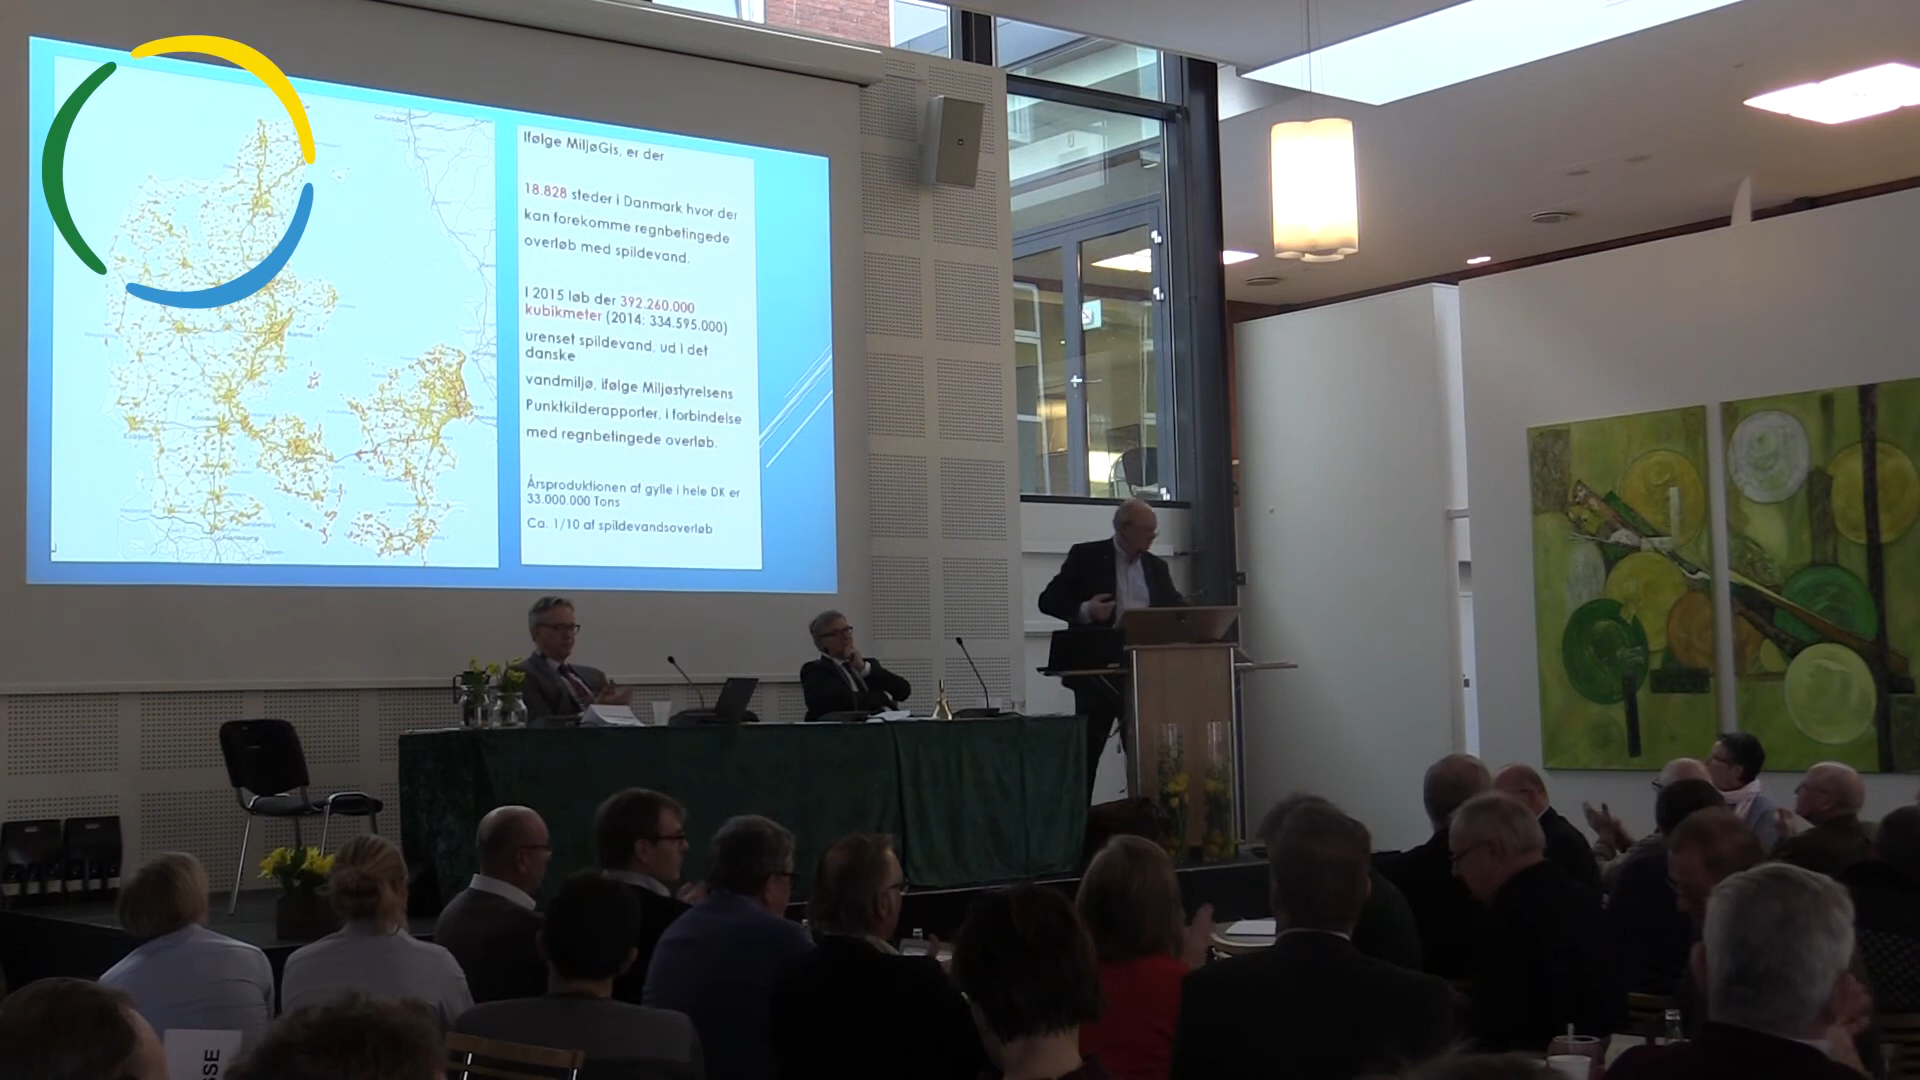 Ifølge MiljøGis, er der
18.828 steder i Danmark hvor der
kan forekomme regnbetingede
overløb med spildevand.
I 2015 løb der 392.260.000
kubikmeter (2014: 334.595.000)
urenset spildevand, ud i det
danske
vandmiljø, ifølge Miljøstyrelsens
Punktkilderapporter, i forbindelse
med regnbetingede overløb.
Årsproduktionen af gylle i hele DK er
33.000.000 Tons
Ca. 1/10 af spildevandsoverløb
SSE